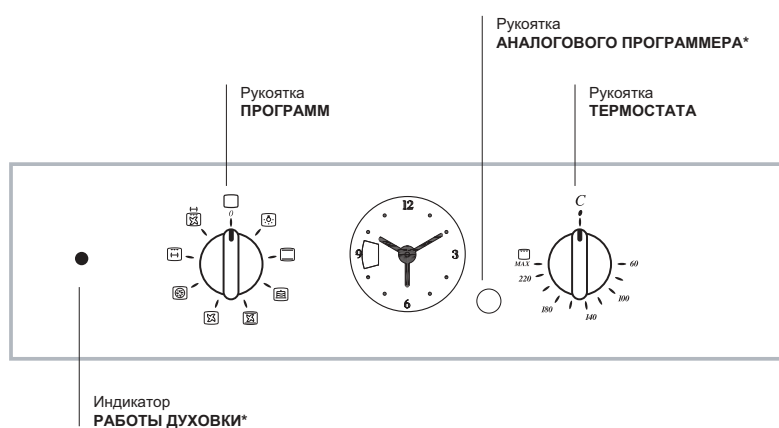 Рукоятка
АНАЛОГОВОГО ПРОГРАММЕРА*
Рукоятка
ПРОГРАММ
Рукоятка
ТЕРМОСТАТА
0
12
9
3
6
C
MAX
60
220
100
180
140
Индикатор
РАБОТЫ ДУХОВКИ*